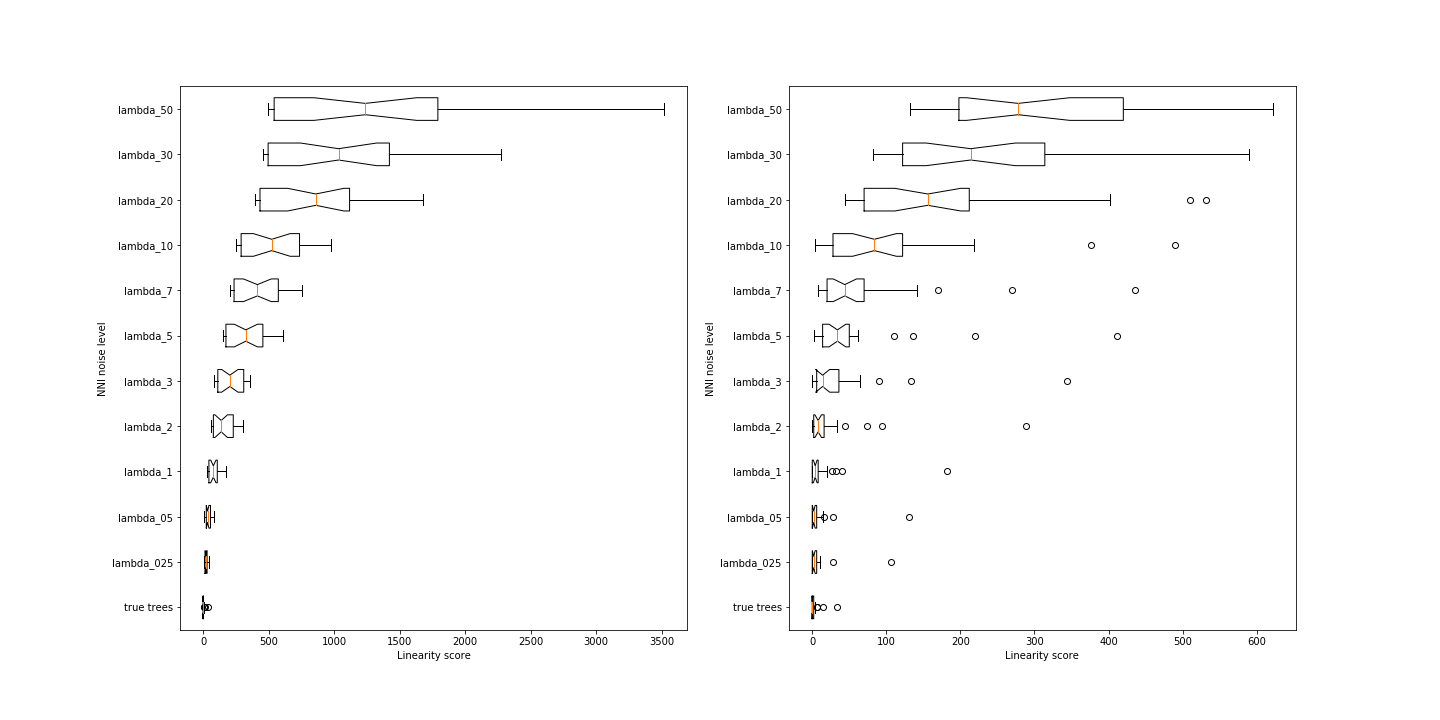 lambda_50
lambda_30
lambda_20
lambda_10
lambda_7
lambda_5
lambda_3
lambda_2
lambda_1
lambda_05
lambda_025
true trees
NNI noise level
0 500 1000 1500 2000 2500 3000 3500
Linearity score
lambda_50
lambda_30
lambda_20
lambda_10
lambda_7
lambda_5
lambda_3
lambda_2
lambda_1
lambda_05
lambda_025
true trees
NNI noise level
0 100 200 300 400 500 600
Linearity score